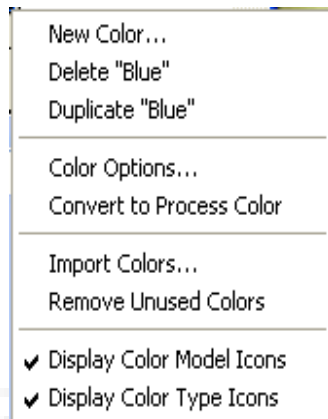 New Color...
Delete "Blue"
Duplicate "Blue"
Color Options...
Convert to Process Color
Import Colors...
Remove Unused Colors
Display Color Model Icons
Display Color Type Icons